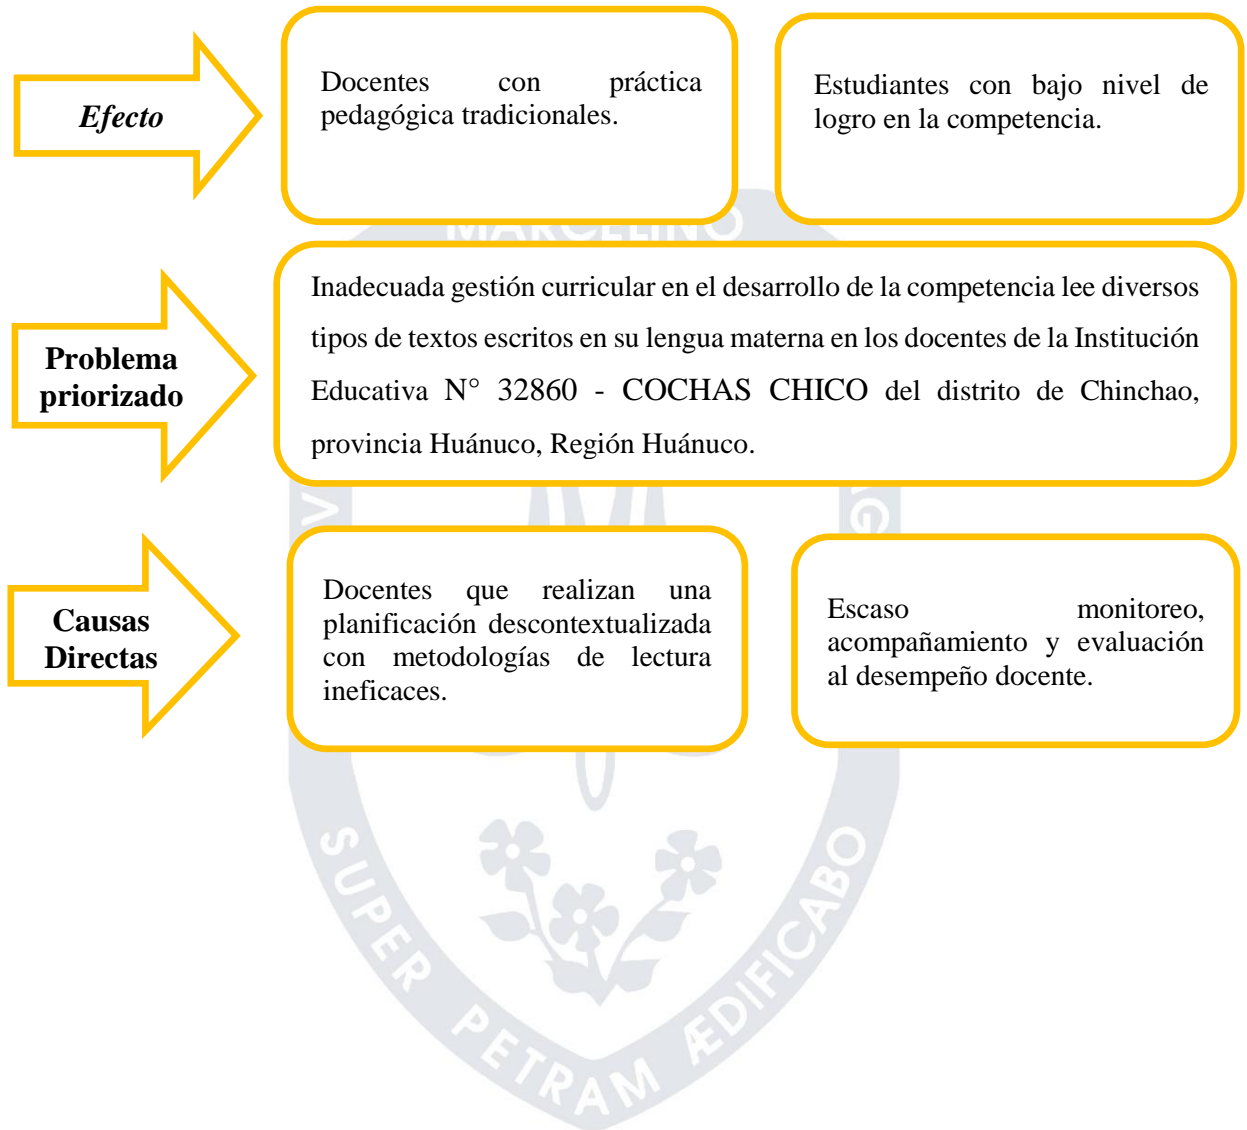 Efecto
Docentes con práctica
pedagógica tradicionales.
Estudiantes con bajo nivel de
logro en la competencia.
MARCELINO
Problema
priorizado
Inadecuada gestión curricular en el desarrollo de la competencia lee diversos
tipos de textos escritos en su lengua materna en los docentes de la Institución
Educativa N° 32860 - COCHAS CHICO del distrito de Chinchao,
provincia Huánuco, Región Huánuco.
Causas
Directas
Docentes que realizan una
planificación descontextualizada
con metodologías de lectura
ineficaces.
Escaso monitoreo,
acompañamiento y evaluación
al desempeño docente.
SUPER PETRAM ÆDIFICABO